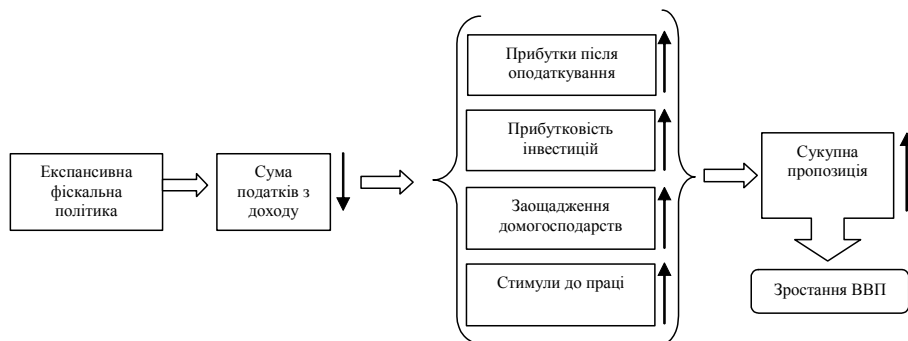 Експансивна
фіскальна
політика
Сума
податків з
доходу
Прибутки після
оподаткування
Прибутковість
інвестицій
Заощадження
домогосподарств
Стимули до праці
Сукупна
пропозиція
Зростання ВВП